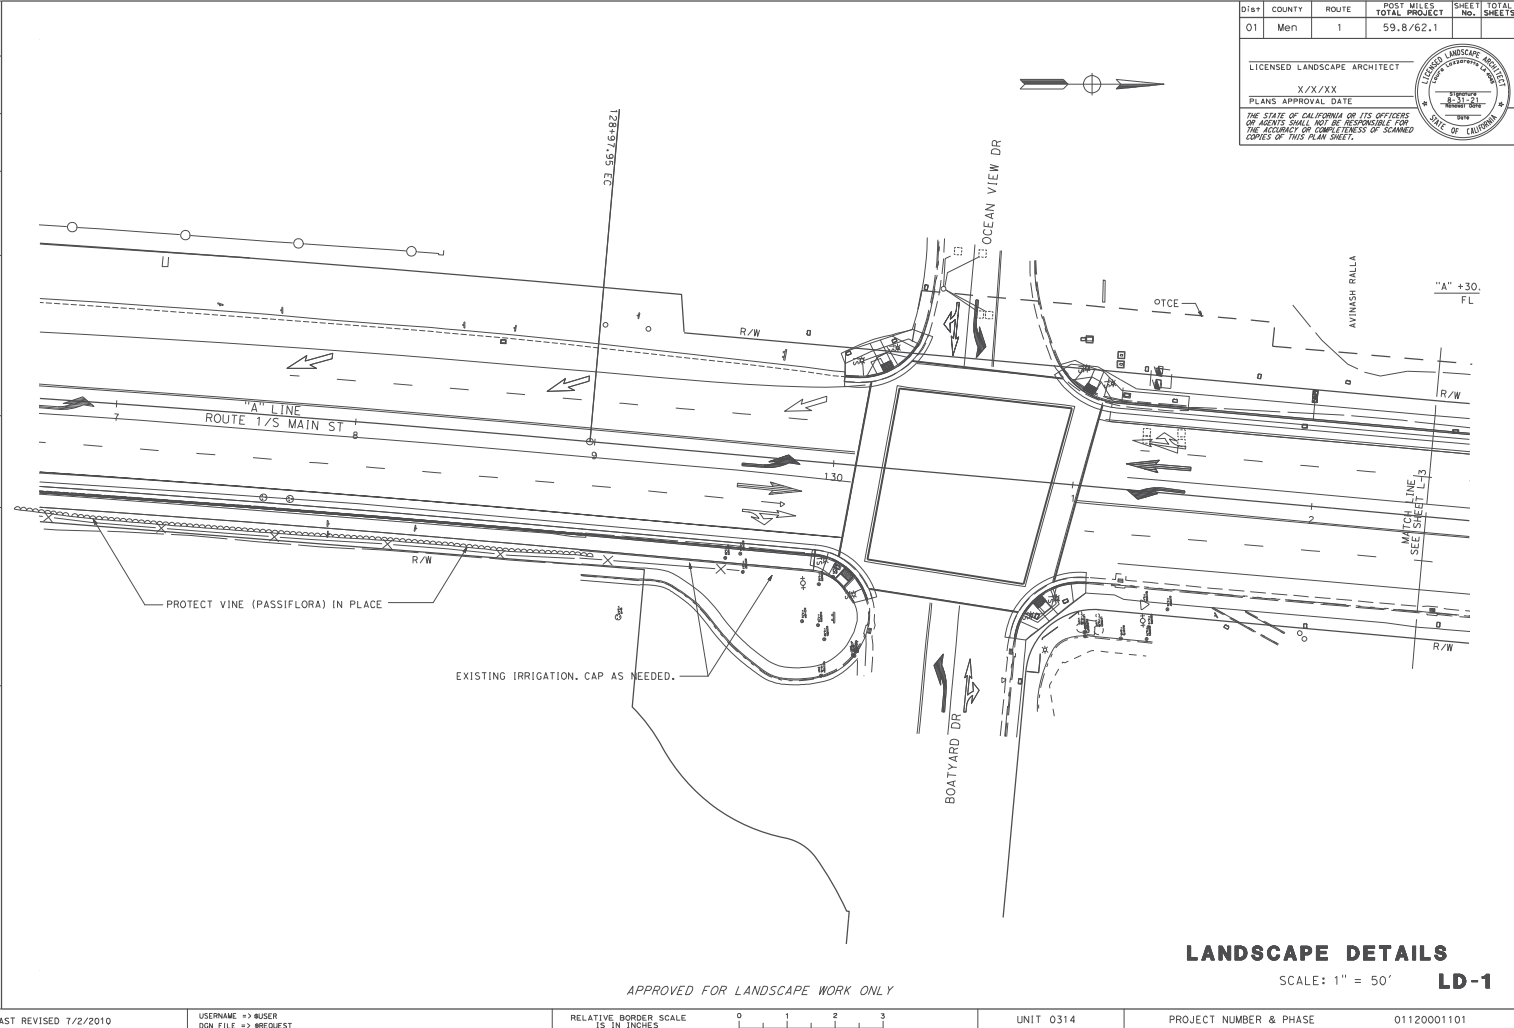 Dist COUNTY ROUTE POST MILES TOTAL PROJECT SHEET No. TOTAL SHEETS
01 Men 1 59.8/62.1
LICENSED LANDSCAPE ARCHITECT
X/X/XX
PLANS APPROVAL DATE
THE STATE OF CALIFORNIA OR ITS OFFICERS
OR AGENTS SHALL NOT BE RESPONSIBLE FOR
THE ACCURACY OR COMPLETENESS OF SCANNED
COPIES OF THIS PLAN SHEET.
LICENSED LANDSCAPE ARCHITECT
Signature
8-31-21
Renewal Date
Date
STATE OF CALIFORNIA
128+97.95 EC
OCEAN VIEW DR
AVINASH RALLA
"A" +30.
FL
TCE
R/W
R/W
"A" LINE
ROUTE 1/S MAIN ST
7
8
9
130
1
2
MATCH LINE
SEE SHEET L-3
R/W
R/W
PROTECT VINE (PASSIFLORA) IN PLACE
EXISTING IRRIGATION. CAP AS NEEDED.
BOATYARD DR
LANDSCAPE DETAILS
SCALE: 1" = 50'
LD-1
APPROVED FOR LANDSCAPE WORK ONLY
AST REVISED 7/2/2010
USERNAME => @USER
DGN FILE => @REQUEST
RELATIVE BORDER SCALE
IS IN INCHES
0 1 2 3
UNIT 0314
PROJECT NUMBER & PHASE
01120001101